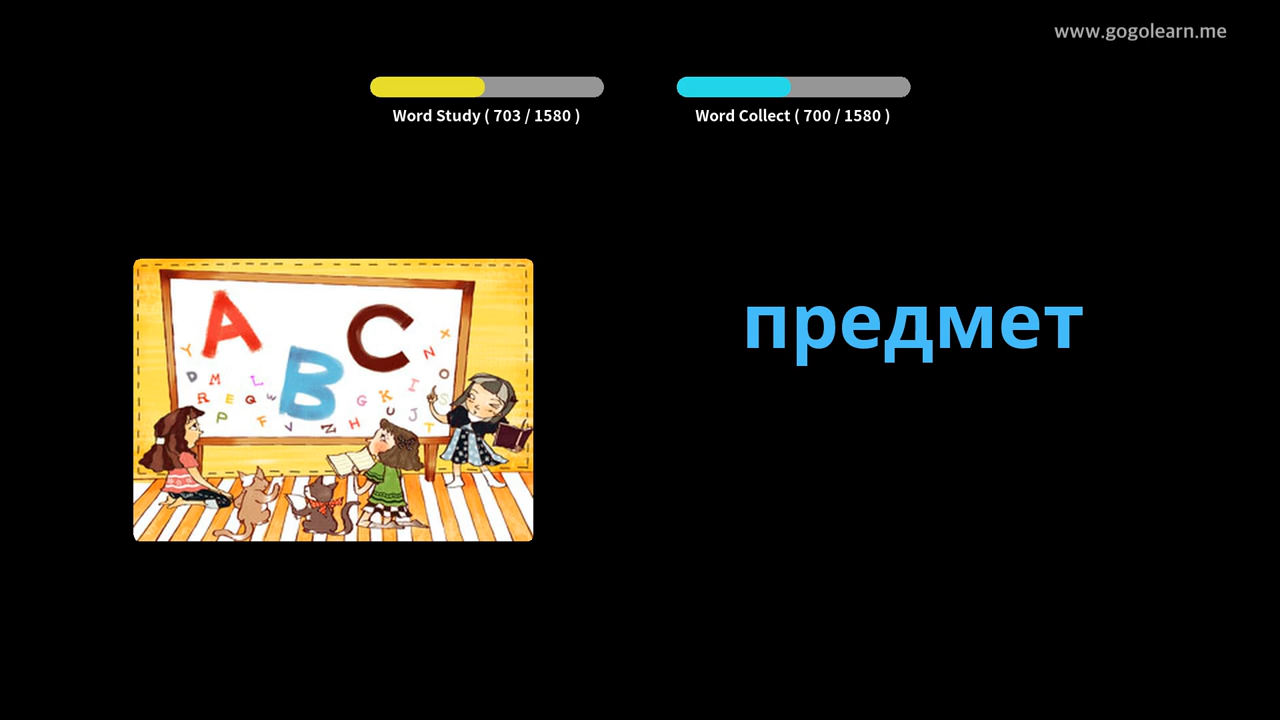 www.gogolearn.me
Word Study ( 703 / 1580 )
Word Collect ( 700 / 1580 )
предмет
A
B
C
X
Y
N
D
M
L
I
O
R
E
Q
W
G
K
S
P
F
V
Z
H
U
J
T